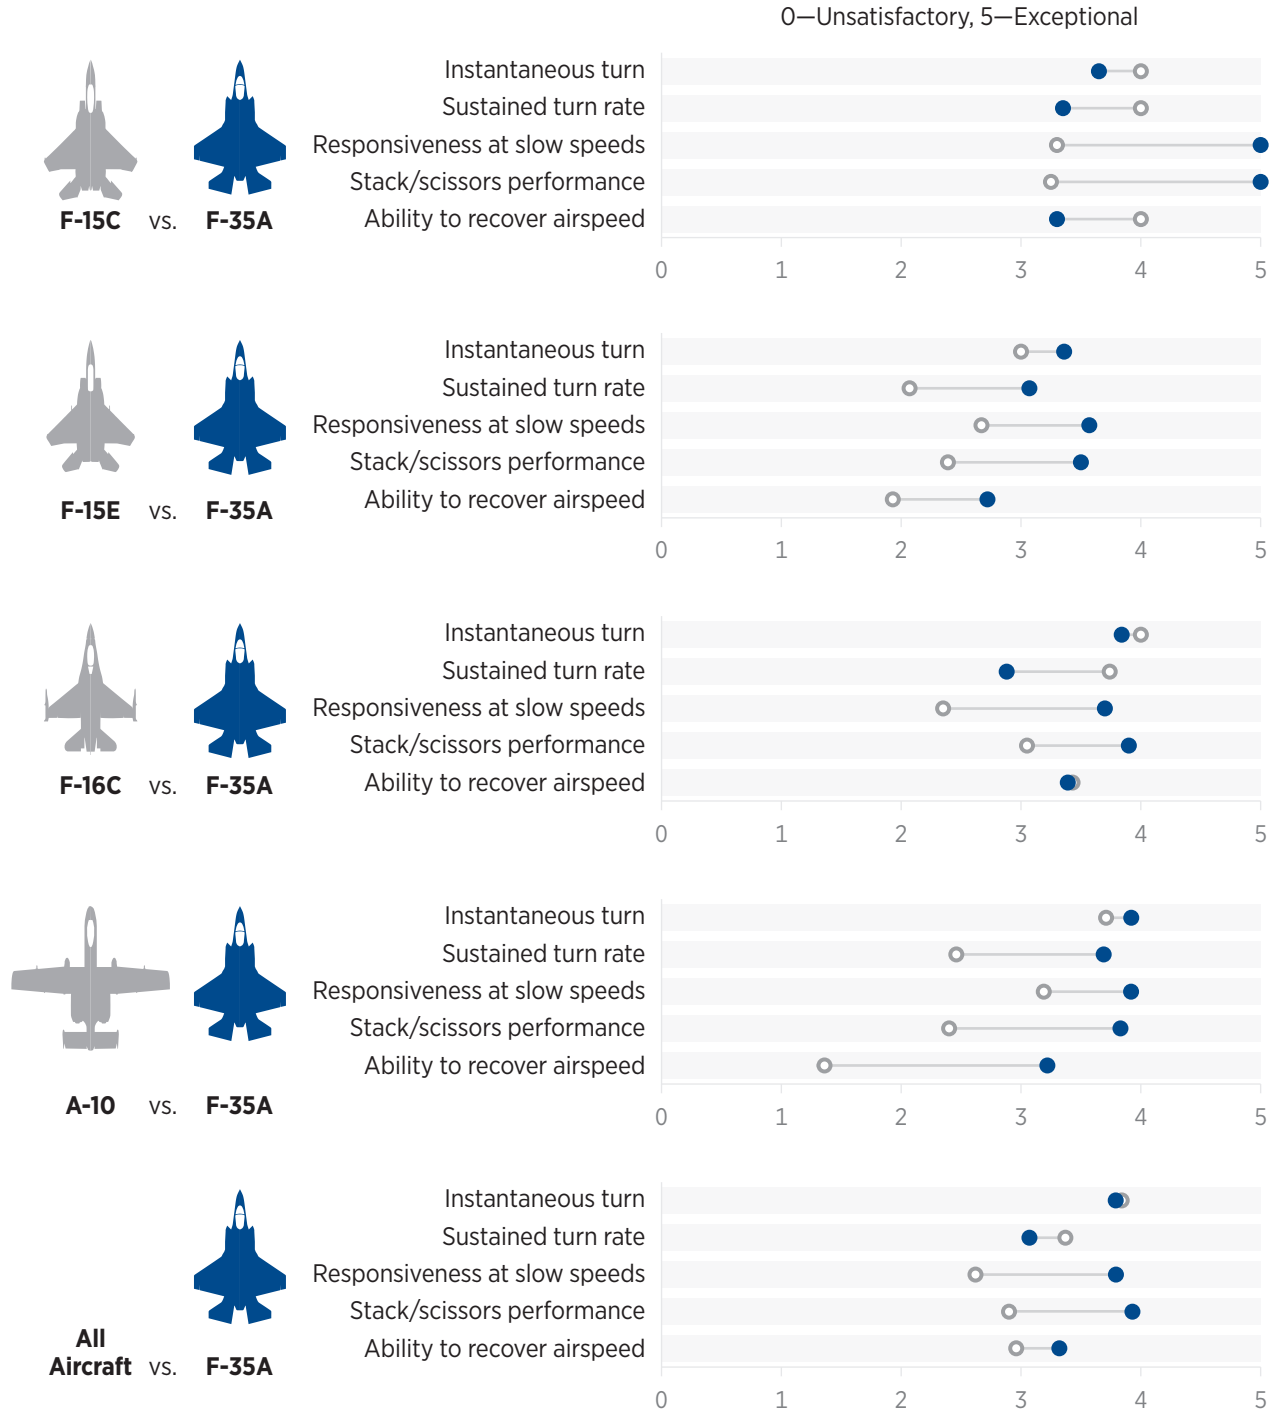 0—Unsatisfactory, 5—Exceptional
Instantaneous turn
Sustained turn rate
Responsiveness at slow speeds
Stack/scissors performance
Ability to recover airspeed
F-15C vs. F-35A
0 1 2 3 4 5
Instantaneous turn
Sustained turn rate
Responsiveness at slow speeds
Stack/scissors performance
Ability to recover airspeed
F-15E vs. F-35A
0 1 2 3 4 5
Instantaneous turn
Sustained turn rate
Responsiveness at slow speeds
Stack/scissors performance
Ability to recover airspeed
F-16C vs. F-35A
0 1 2 3 4 5
Instantaneous turn
Sustained turn rate
Responsiveness at slow speeds
Stack/scissors performance
Ability to recover airspeed
A-10 vs. F-35A
0 1 2 3 4 5
Instantaneous turn
Sustained turn rate
Responsiveness at slow speeds
Stack/scissors performance
Ability to recover airspeed
All
Aircraft vs. F-35A
0 1 2 3 4 5